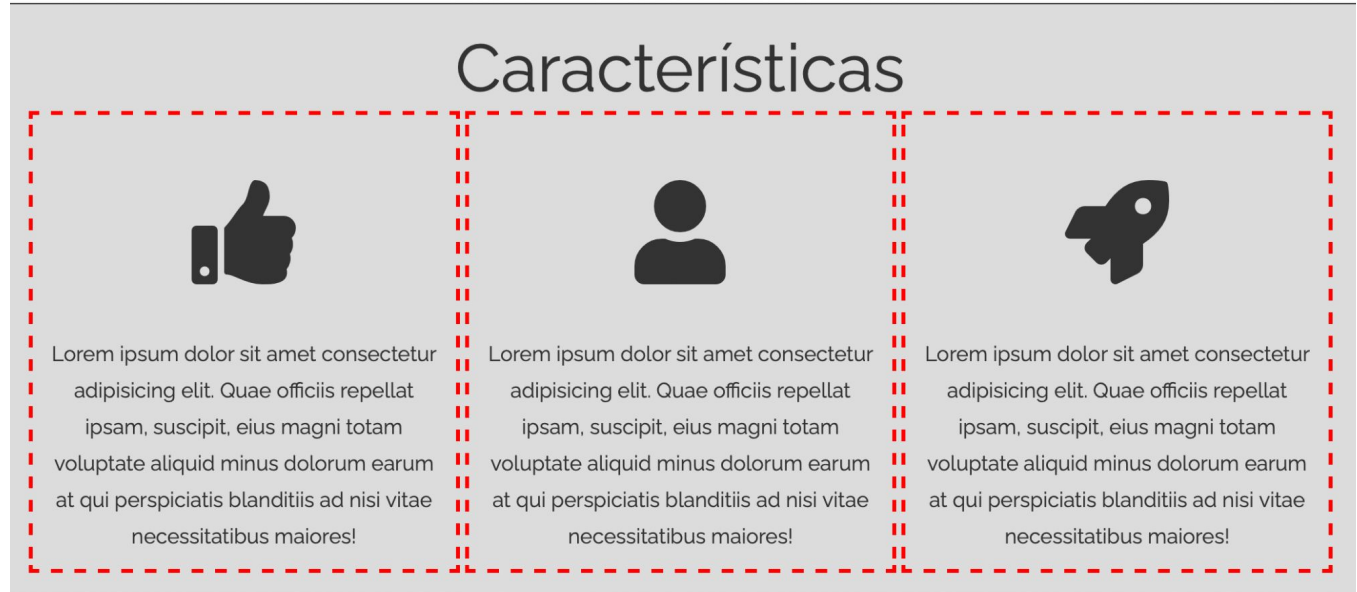 Características
Lorem ipsum dolor sit amet consectetur
adipisicing elit. Quae officiis repellat
ipsam, suscipit, eius magni totam
voluptate aliquid minus dolorum earum
at qui perspiciatis blanditiis ad nisi vitae
necessitatibus maiores!
Lorem ipsum dolor sit amet consectetur
adipisicing elit. Quae officiis repellat
ipsam, suscipit, eius magni totam
voluptate aliquid minus dolorum earum
at qui perspiciatis blanditiis ad nisi vitae
necessitatibus maiores!
Lorem ipsum dolor sit amet consectetur
adipisicing elit. Quae officiis repellat
ipsam, suscipit, eius magni totam
voluptate aliquid minus dolorum earum
at qui perspiciatis blanditiis ad nisi vitae
necessitatibus maiores!